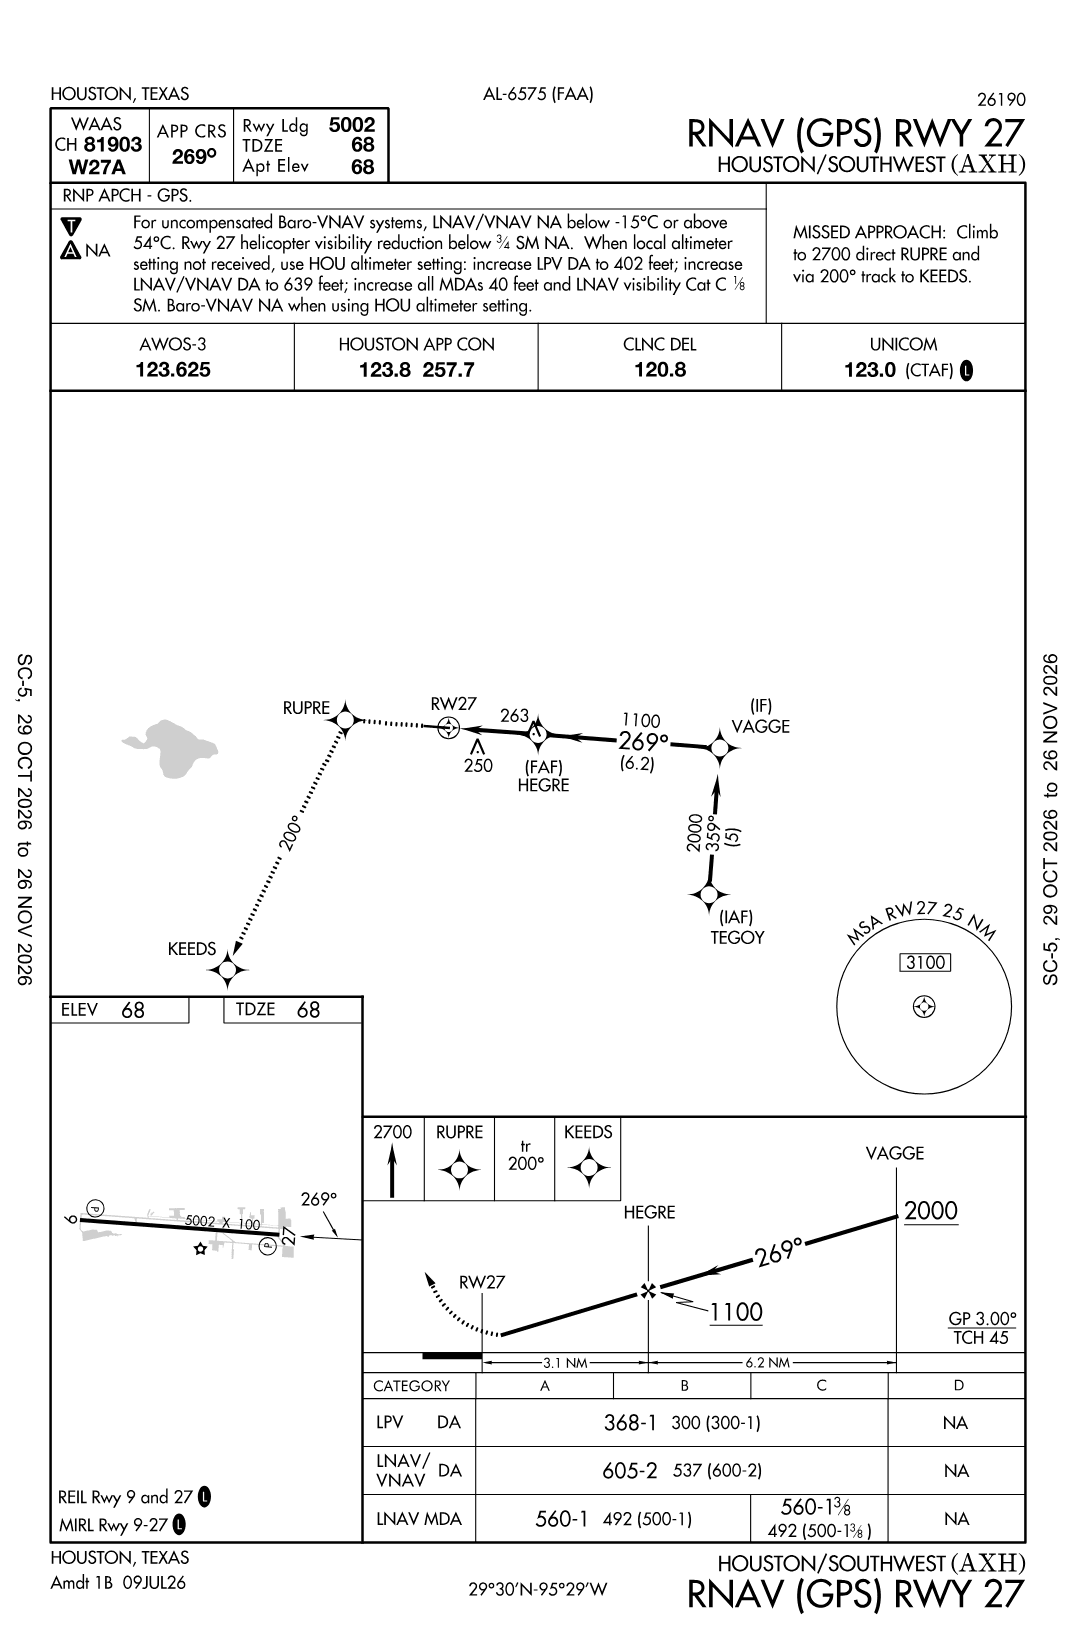 HOUSTON, TEXAS
AL-6575 (FAA)
26190
WAAS
CH 81903
W27A
APP CRS
269°
Rwy Ldg 5002
TDZE 68
Apt Elev 68
RNAV (GPS) RWY 27
HOUSTON/SOUTHWEST (AXH)
RNP APCH - GPS.
T
A NA
For uncompensated Baro-VNAV systems, LNAV/VNAV NA below -15°C or above
54°C. Rwy 27 helicopter visibility reduction below ¾ SM NA. When local altimeter
setting not received, use HOU altimeter setting: increase LPV DA to 402 feet; increase
LNAV/VNAV DA to 639 feet; increase all MDAs 40 feet and LNAV visibility Cat C ⅛
SM. Baro-VNAV NA when using HOU altimeter setting.
MISSED APPROACH: Climb
to 2700 direct RUPRE and
via 200° track to KEEDS.
AWOS-3
123.625
HOUSTON APP CON
123.8 257.7
CLNC DEL
120.8
UNICOM
123.0 (CTAF) L
SC-5, 29 OCT 2026 to 26 NOV 2026
SC-5, 29 OCT 2026 to 26 NOV 2026
RUPRE
RW27
263
250
(FAF)
HEGRE
1100
269°
(6.2)
(IF)
VAGGE
2000
359°
(5)
(IAF)
TEGOY
200°
KEEDS
MSA RW27 25 NM
3100
ELEV 68
TDZE 68
9
P
5002 X 100
P
27
269°
REIL Rwy 9 and 27 L
MIRL Rwy 9-27 L
2700
RUPRE
tr
200°
KEEDS
VAGGE
2000
HEGRE
269°
RW27
1100
GP 3.00°
TCH 45
3.1 NM
6.2 NM
CATEGORY A B C D
LPV DA 368-1 300 (300-1) NA
LNAV/
VNAV DA 605-2 537 (600-2) NA
LNAV MDA 560-1 492 (500-1) 560-1⅜
492 (500-1⅜) NA
HOUSTON, TEXAS
Amdt 1B 09JUL26
29°30'N-95°29'W
HOUSTON/SOUTHWEST (AXH)
RNAV (GPS) RWY 27